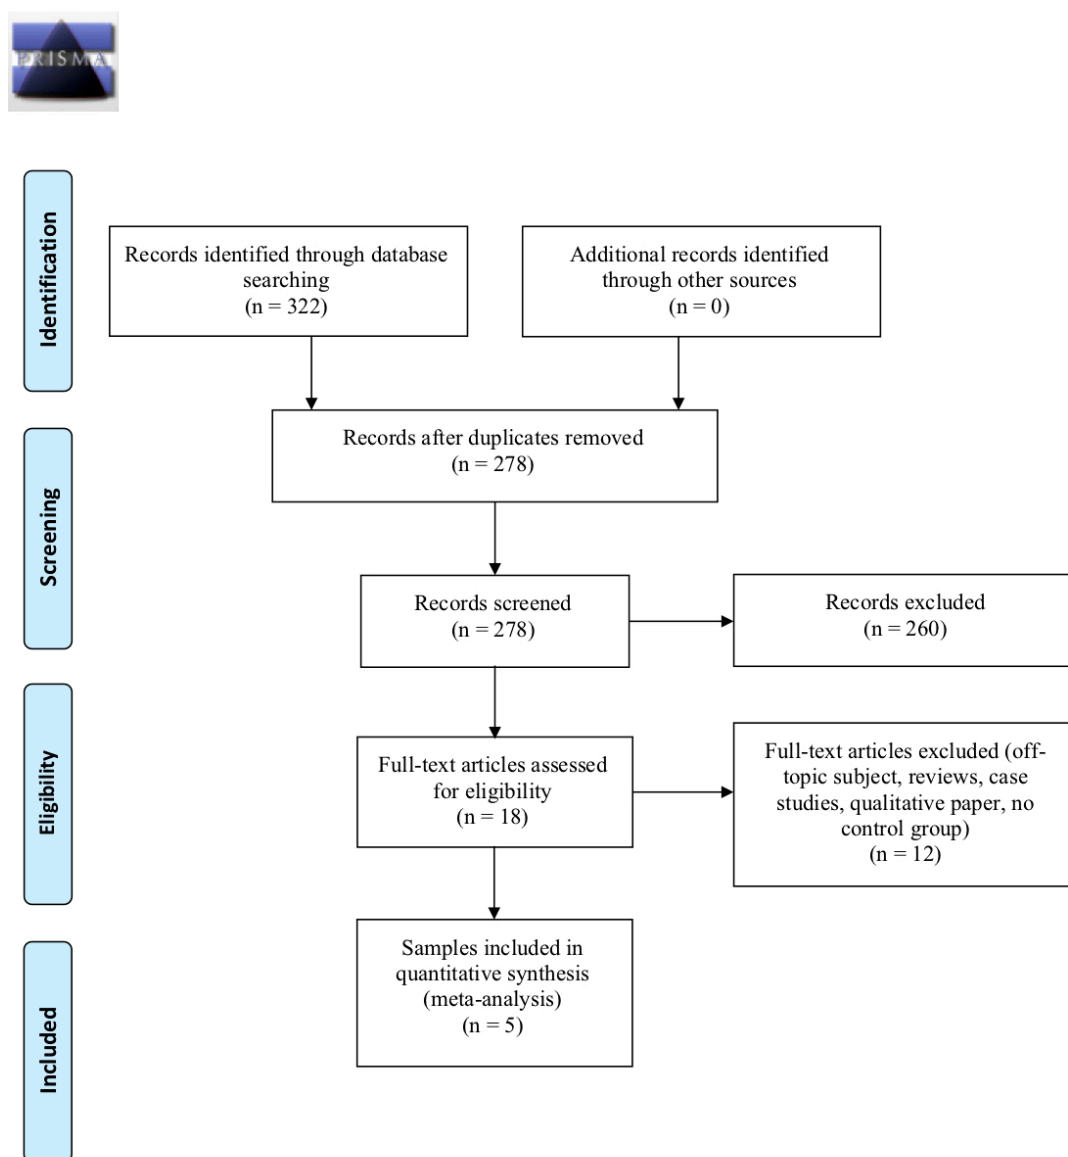 PRISMA
Identification
Records identified through database
searching
(n = 322)
Additional records identified
through other sources
(n = 0)
Screening
Records after duplicates removed
(n = 278)
Records screened
(n = 278)
Records excluded
(n = 260)
Eligibility
Full-text articles assessed
for eligibility
(n = 18)
Full-text articles excluded (off-
topic subject, reviews, case
studies, qualitative paper, no
control group)
(n = 12)
Included
Samples included in
quantitative synthesis
(meta-analysis)
(n = 5)